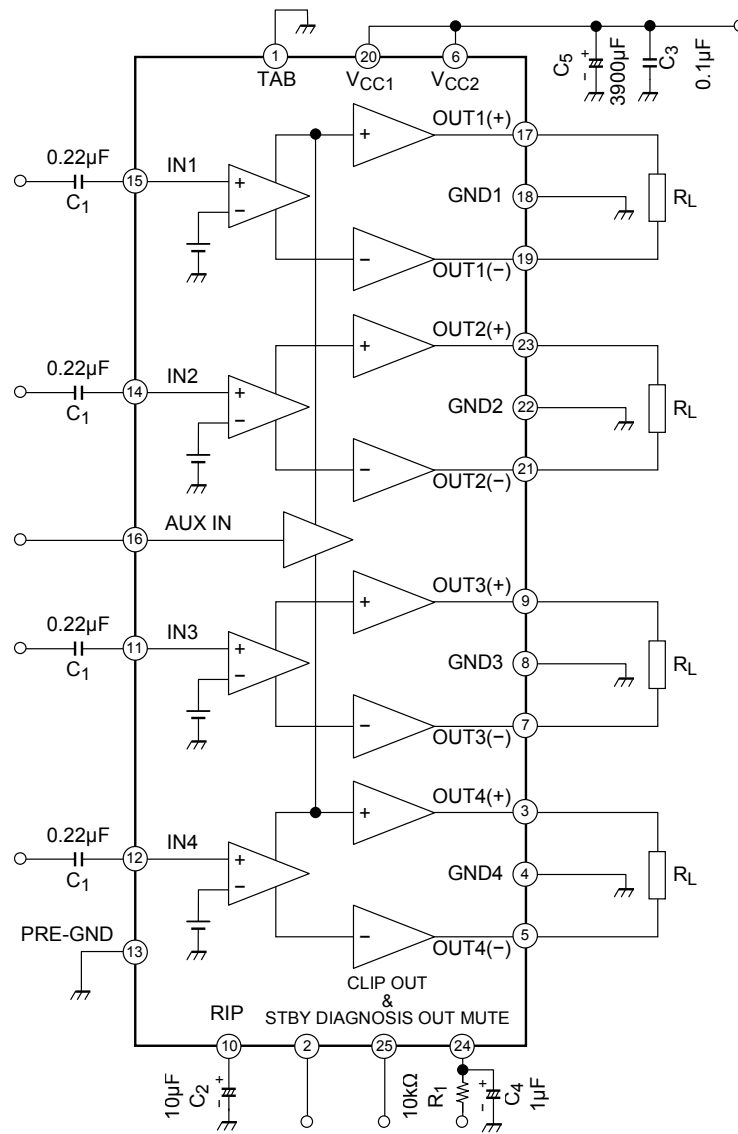 1
TAB
20
VCC1
6
VCC2
C5
3900µF
C3
0.1µF
+
-
0.22µF
C1
15
IN1
+
−
+
−
OUT1(+)
17
GND1
18
OUT1(−)
19
RL
0.22µF
C1
14
IN2
+
−
+
−
OUT2(+)
23
GND2
22
OUT2(−)
21
RL
16
AUX IN
0.22µF
C1
11
IN3
+
−
+
−
OUT3(+)
9
GND3
8
OUT3(−)
7
RL
0.22µF
C1
12
IN4
+
−
+
−
OUT4(+)
3
GND4
4
OUT4(−)
5
RL
PRE-GND
13
CLIP OUT
&
RIP
STBY DIAGNOSIS OUT MUTE
10
2
25
24
10µF
C2
+
-
10kΩ
R1
+
-
C4
1µF